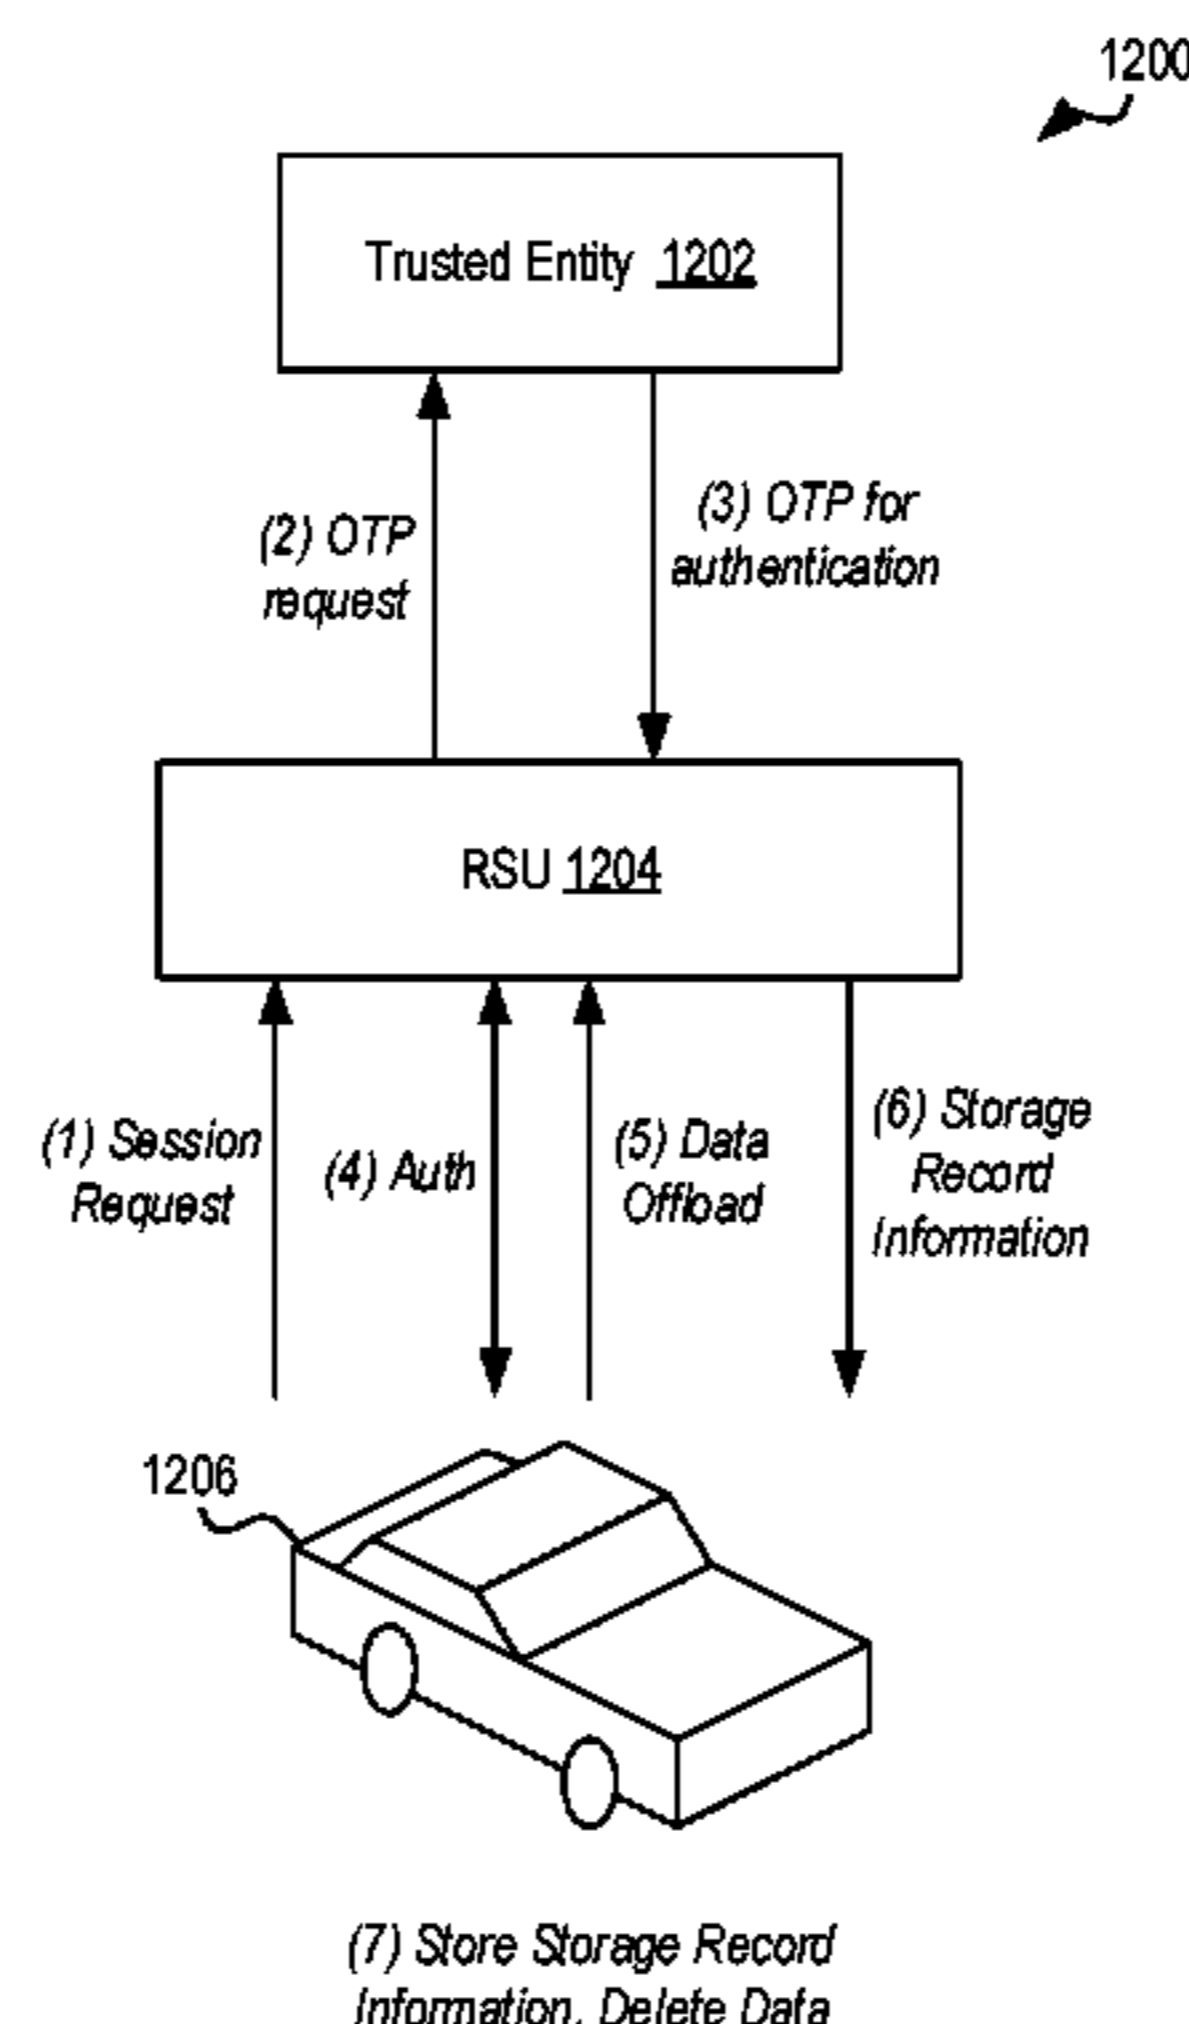 1200
Trusted Entity 1202
(2) OTP
request
(3) OTP for
authentication
RSU 1204
(1) Session
Request
(4) Auth
(5) Data
Offload
(6) Storage
Record
Information
1206
(7) Store Storage Record
Information, Delete Data